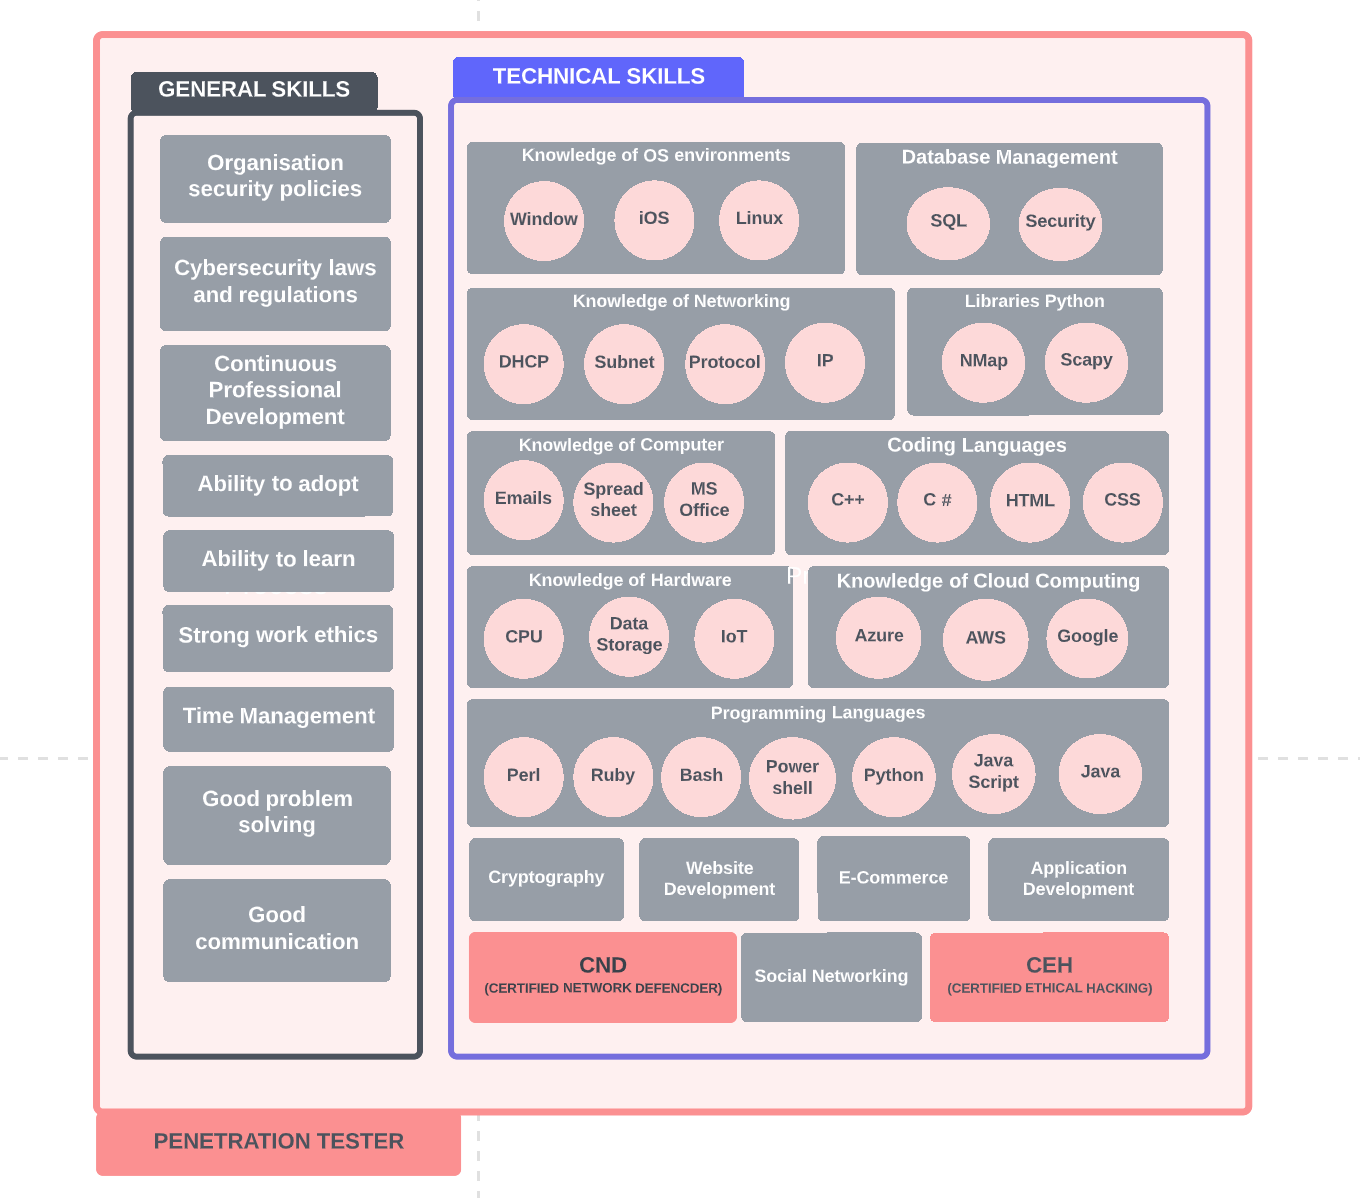 GENERAL SKILLS
Organisation
security policies
Cybersecurity laws
and regulations
Continuous
Professional
Development
Ability to adopt
Ability to learn
Strong work ethics
Time Management
Good problem
solving
Good
communication
TECHNICAL SKILLS
Knowledge of OS environments
Window
iOS
Linux
Database Management
SQL
Security
Knowledge of Networking
DHCP
Subnet
Protocol
IP
Libraries Python
NMap
Scapy
Knowledge of Computer
Emails
Spread
sheet
MS
Office
Coding Languages
C++
C #
HTML
CSS
Knowledge of Hardware
CPU
Data
Storage
IoT
Knowledge of Cloud Computing
Azure
AWS
Google
Programming Languages
Perl
Ruby
Bash
Power
shell
Python
Java
Script
Java
Cryptography
Website
Development
E-Commerce
Application
Development
CND
(CERTIFIED NETWORK DEFENCDER)
Social Networking
CEH
(CERTIFIED ETHICAL HACKING)
PENETRATION TESTER